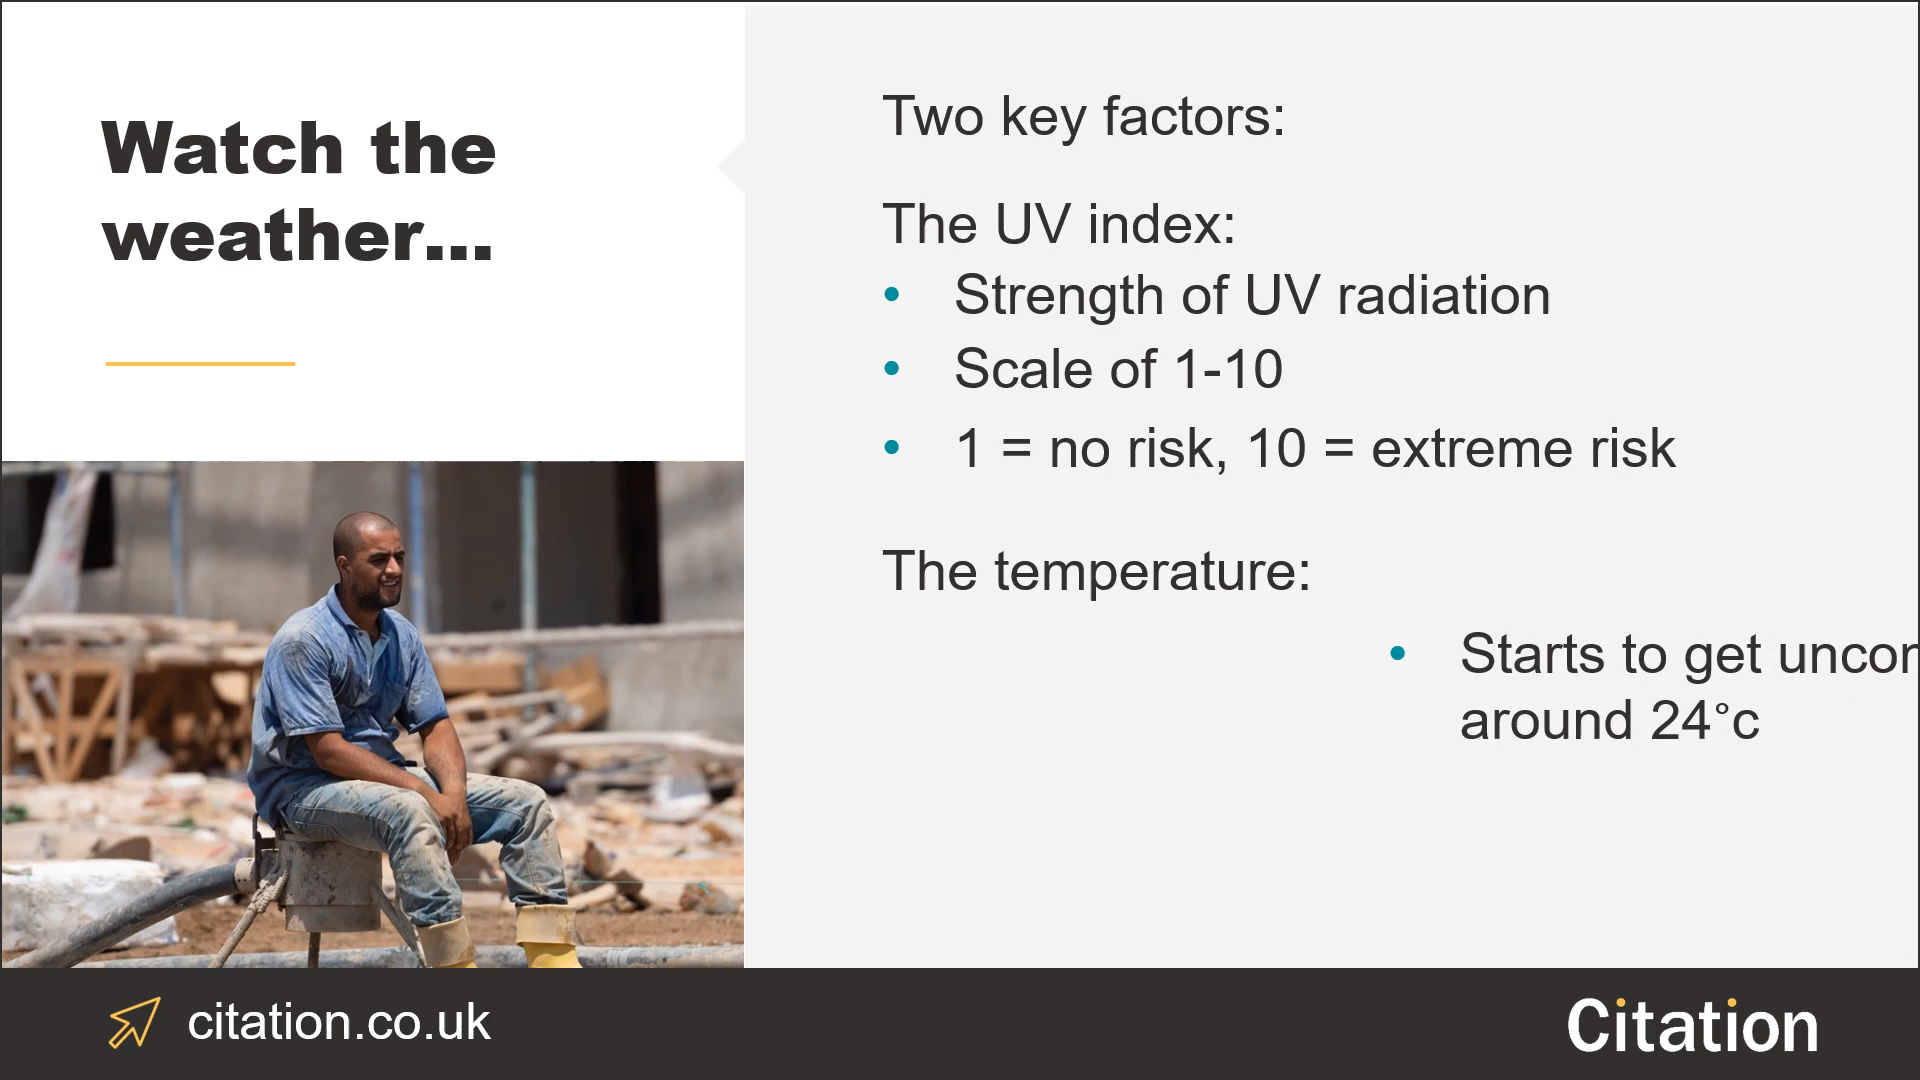 Watch the
weather...
Two key factors:
The UV index:
• Strength of UV radiation
• Scale of 1-10
• 1 = no risk, 10 = extreme risk
The temperature:
• Starts to get
around 24°c
citation.co.uk
Citation